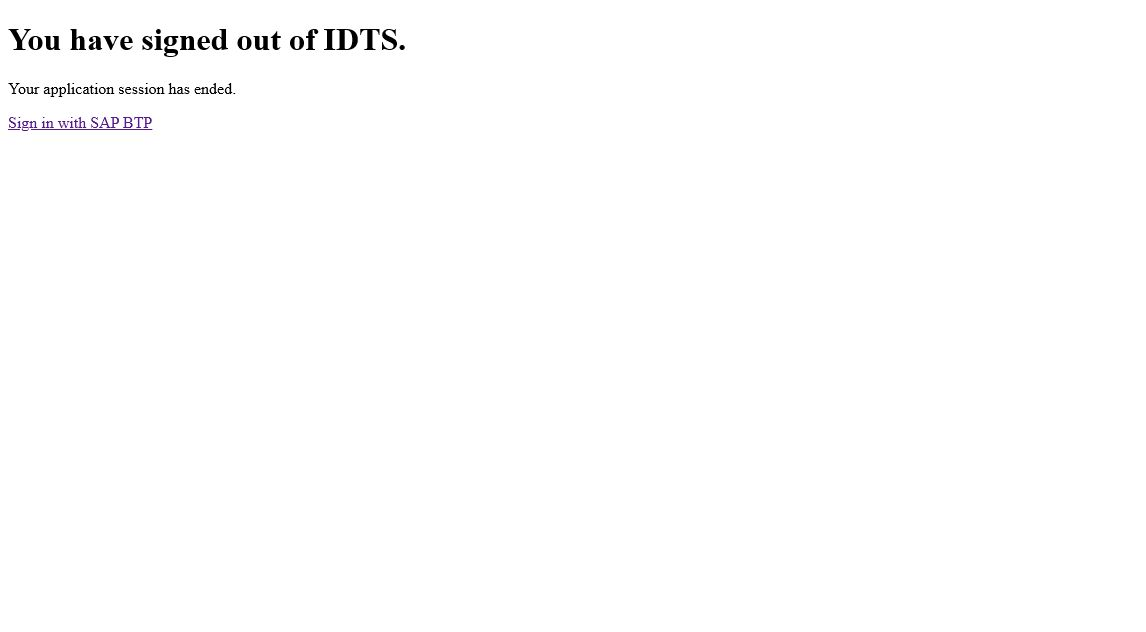 You have signed out of IDTS.
Your application session has ended.
Sign in with SAP BTP